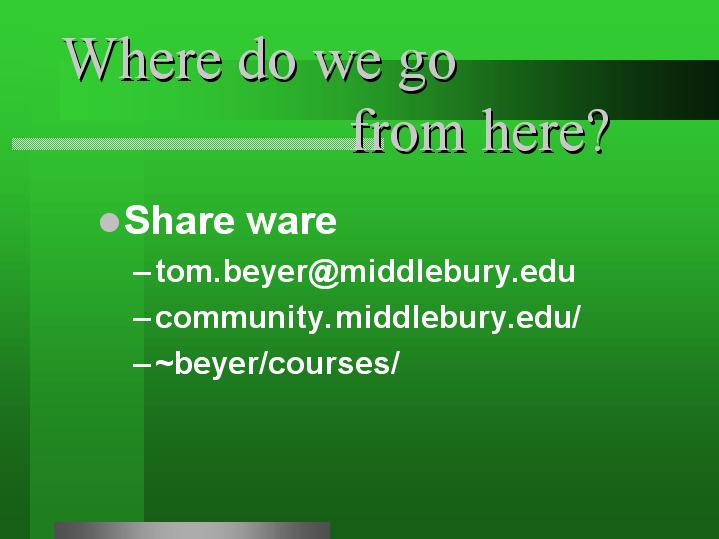 Where do we go
from here?
Share ware
–tom.beyer@middlebury.edu
–community.middlebury.edu/
–~beyer/courses/